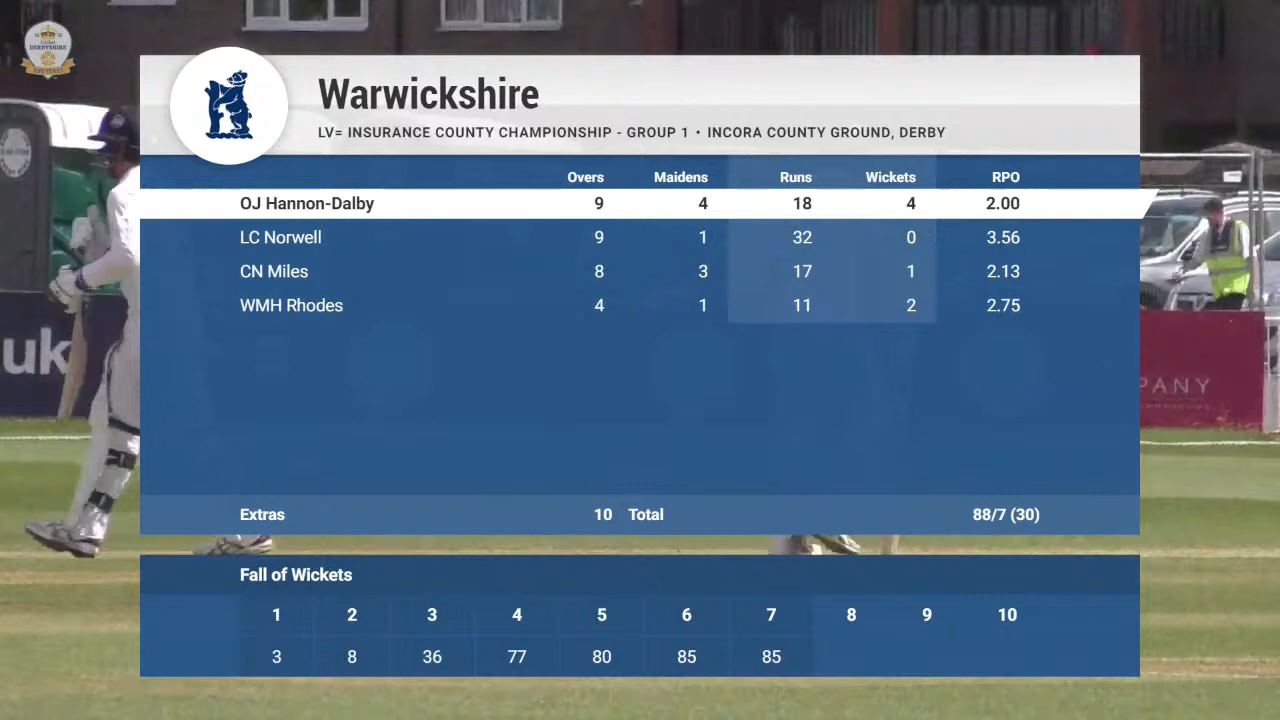 DERBYSHIRE
150 YEARS
Warwickshire
LV= INSURANCE COUNTY CHAMPIONSHIP - GROUP 1 • INCORA COUNTY GROUND, DERBY
Overs Maidens Runs Wickets RPO
OJ Hannon-Dalby 9 4 18 4 2.00
LC Norwell 9 1 32 0 3.56
CN Miles 8 3 17 1 2.13
WMH Rhodes 4 1 11 2 2.75
uk
PANY
Extras 10 Total 88/7 (30)
Fall of Wickets
1 2 3 4 5 6 7 8 9 10
3 8 36 77 80 85 85